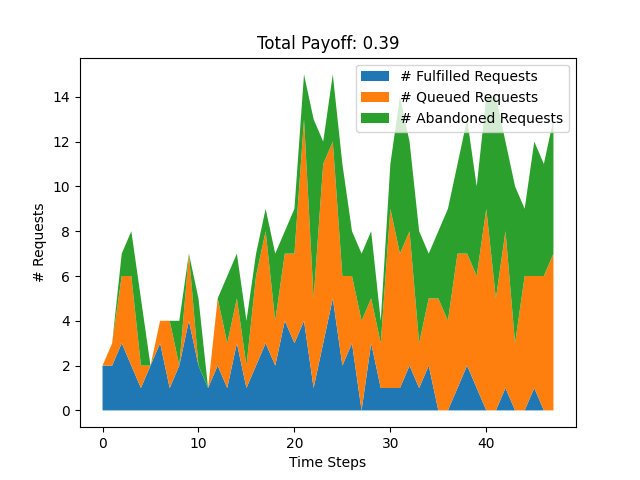 Total Payoff: 0.39
# Fulfilled Requests
# Queued Requests
# Abandoned Requests
14
12
10
8
6
4
2
0
# Requests
0 10 20 30 40
Time Steps